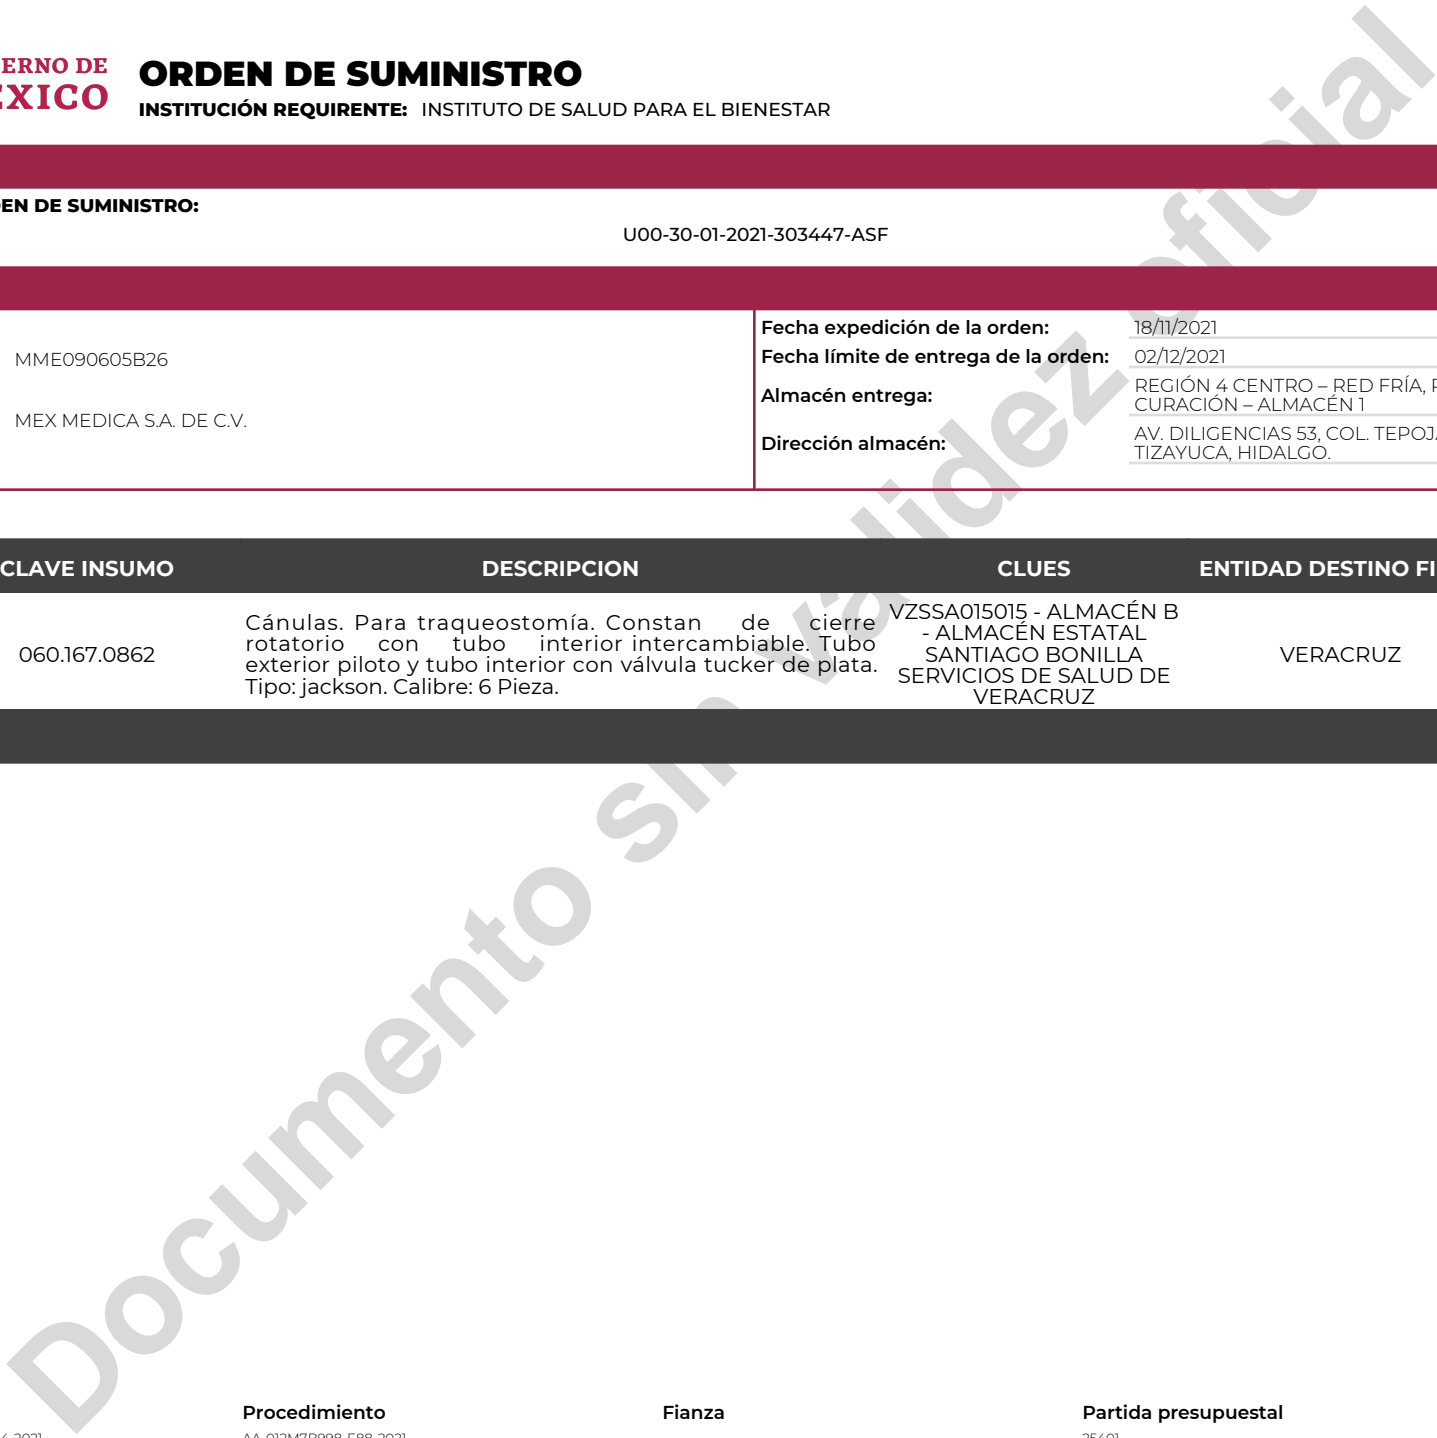 ERNO DE
EXICO
ORDEN DE SUMINISTRO
INSTITUCIÓN REQUIRENTE: INSTITUTO DE SALUD PARA EL BIENESTAR
EN DE SUMINISTRO:
U00-30-01-2021-303447-ASF
MME090605B26
MEX MEDICA S.A. DE C.V.
Fecha expedición de la orden: 18/11/2021
Fecha límite de entrega de la orden: 02/12/2021
Almacén entrega: REGIÓN 4 CENTRO – RED FRÍA,
CURACIÓN – ALMACÉN 1
Dirección almacén: AV. DILIGENCIAS 53, COL. TEPOJ
TIZAYUCA, HIDALGO.
CLAVE INSUMO DESCRIPCION CLUES ENTIDAD DESTINO FI
060.167.0862
Cánulas. Para traqueostomía. Constan de cierre
rotatorio con tubo interior intercambiable. Tubo
exterior piloto y tubo interior con válvula tucker de plata.
Tipo: jackson. Calibre: 6 Pieza.
VZSSA015015 - ALMACÉN B
- ALMACÉN ESTATAL
SANTIAGO BONILLA
SERVICIOS DE SALUD DE
VERACRUZ
VERACRUZ
Documento sin validez oficial
Procedimiento Fianza Partida presupuestal